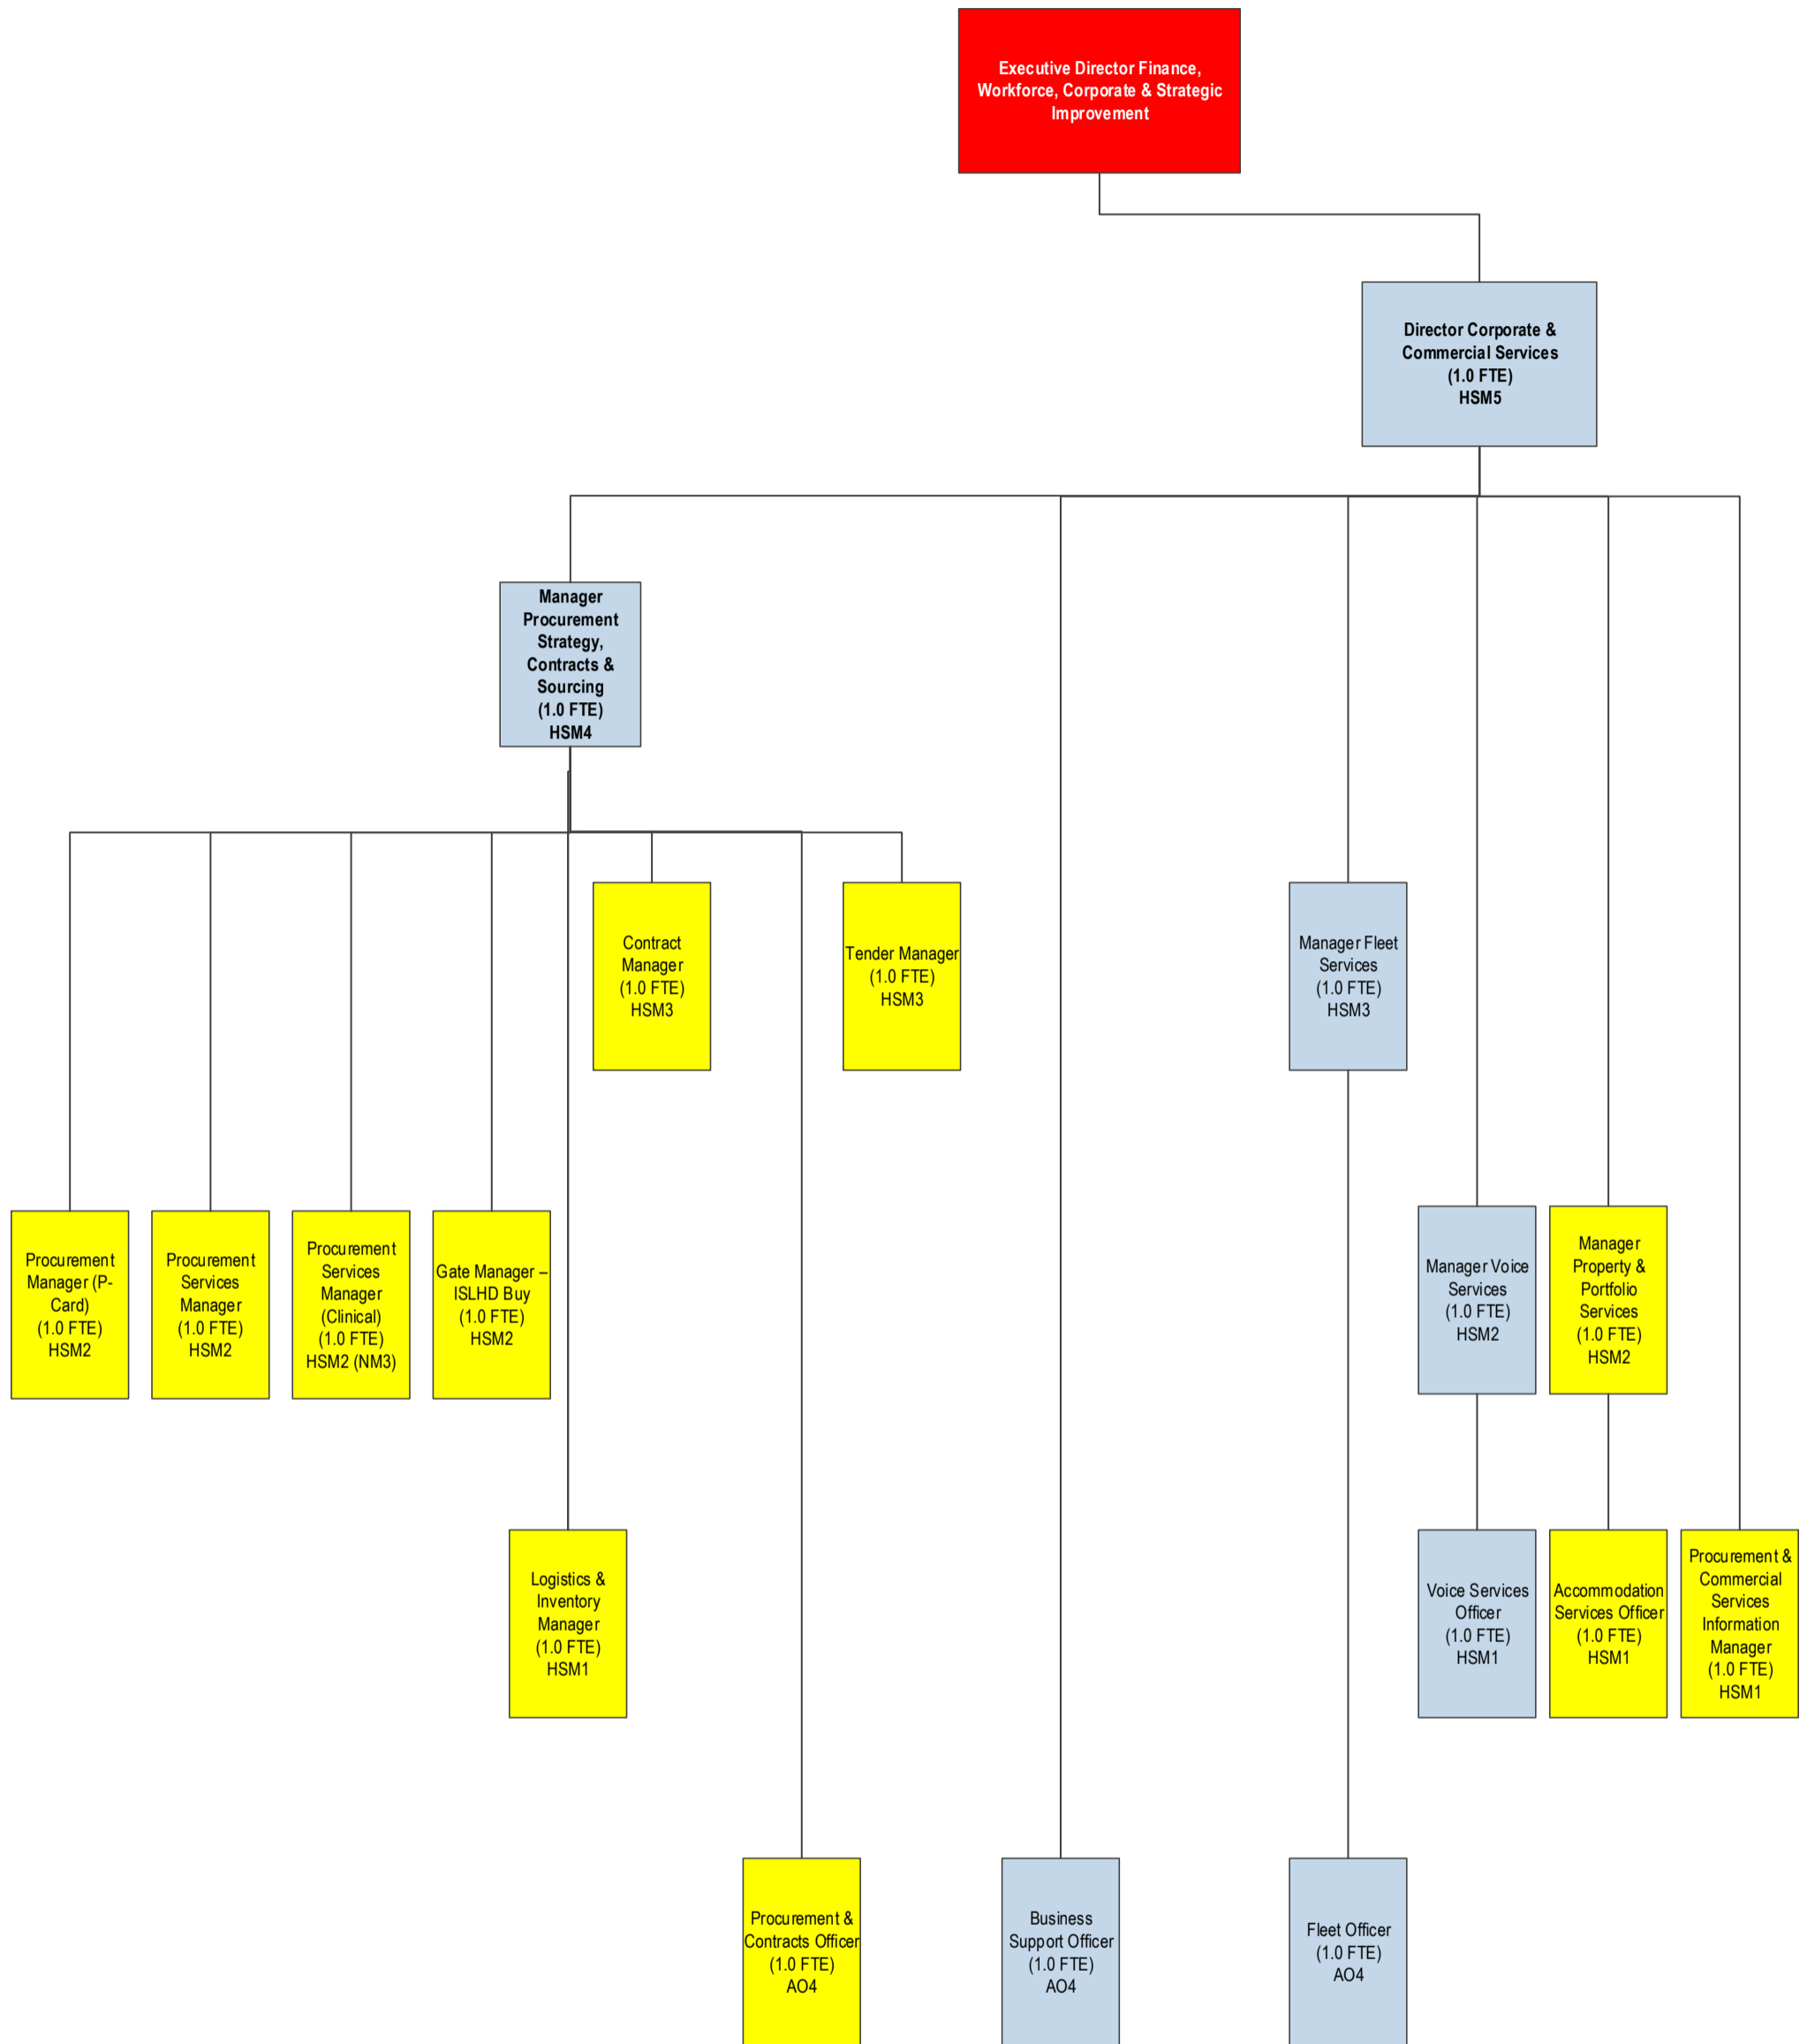 Executive Director Finance,
Workforce, Corporate & Strategic
Improvement
Director Corporate &
Commercial Services
(1.0 FTE)
HSM5
Manager
Procurement
Strategy,
Contracts &
Sourcing
(1.0 FTE)
HSM4
Contract
Manager
(1.0 FTE)
HSM3
Tender Manager
(1.0 FTE)
HSM3
Manager Fleet
Services
(1.0 FTE)
HSM3
Procurement
Manager (P-
Card)
(1.0 FTE)
HSM2
Procurement
Services
Manager
(1.0 FTE)
HSM2
Procurement
Services
Manager
(Clinical)
(1.0 FTE)
HSM2 (NM3)
Gate Manager –
ISLHD Buy
(1.0 FTE)
HSM2
Manager Voice
Services
(1.0 FTE)
HSM2
Manager
Property &
Portfolio
Services
(1.0 FTE)
HSM2
Logistics &
Inventory
Manager
(1.0 FTE)
HSM1
Voice Services
Officer
(1.0 FTE)
HSM1
Accommodation
Services Officer
(1.0 FTE)
HSM1
Procurement &
Commercial
Services
Information
Manager
(1.0 FTE)
HSM1
Procurement &
Contracts Officer
(1.0 FTE)
AO4
Business
Support Officer
(1.0 FTE)
AO4
Fleet Officer
(1.0 FTE)
AO4